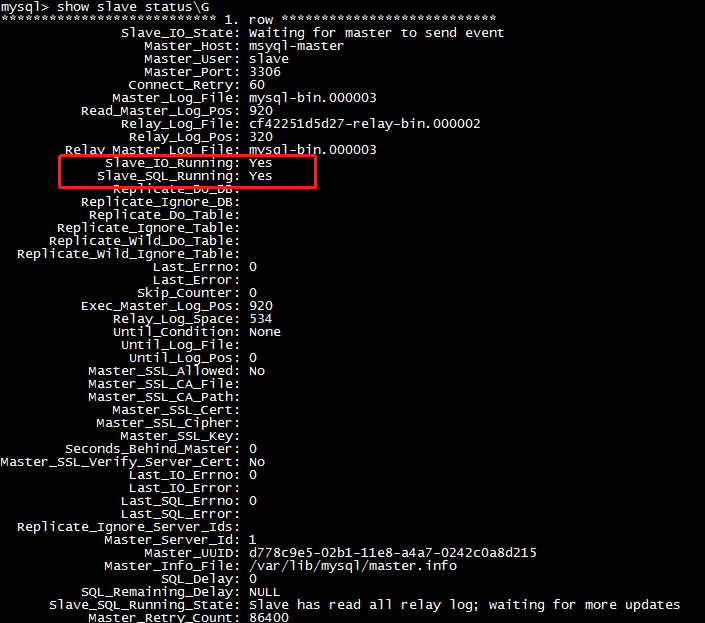 mysql> show slave status\G
*************************** 1. row ***************************
Slave_IO_State: Waiting for master to send event
Master_Host: msyql-master
Master_User: slave
Master_Port: 3306
Connect_Retry: 60
Master_Log_File: mysql-bin.000003
Read_Master_Log_Pos: 920
Relay_Log_File: cf42251d5d27-relay-bin.000002
Relay_Log_Pos: 320
Relay_Master_Log_File: mysql-bin.000003
Slave_IO_Running: Yes
Slave_SQL_Running: Yes
Replicate_Do_DB:
Replicate_Ignore_DB:
Replicate_Do_Table:
Replicate_Ignore_Table:
Replicate_Wild_Do_Table:
Replicate_Wild_Ignore_Table:
Last_Errno: 0
Last_Error:
Skip_Counter: 0
Exec_Master_Log_Pos: 920
Relay_Log_Space: 534
Until_Condition: None
Until_Log_File:
Until_Log_Pos: 0
Master_SSL_Allowed: No
Master_SSL_CA_File:
Master_SSL_CA_Path:
Master_SSL_Cert:
Master_SSL_Cipher:
Master_SSL_Key:
Seconds_Behind_Master: 0
Master_SSL_Verify_Server_Cert: No
Last_IO_Errno: 0
Last_IO_Error:
Last_SQL_Errno: 0
Last_SQL_Error:
Replicate_Ignore_Server_Ids:
Master_Server_Id: 1
Master_UUID: d778c9e5-02b1-11e8-a4a7-0242c0a8d215
Master_Info_File: /var/lib/mysql/master.info
SQL_Delay: 0
SQL_Remaining_Delay: NULL
Slave_SQL_Running_State: Slave has read all relay log; waiting for more updates
Master_Retry_Count: 86400